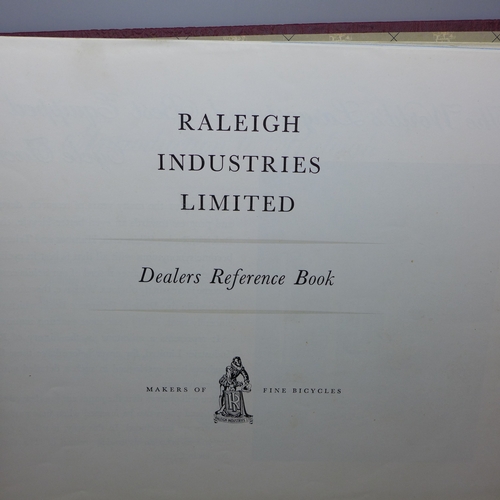 RALEIGH
INDUSTRIES
LIMITED
Dealers Reference Book
MAKERS OF FINE BICYCLES